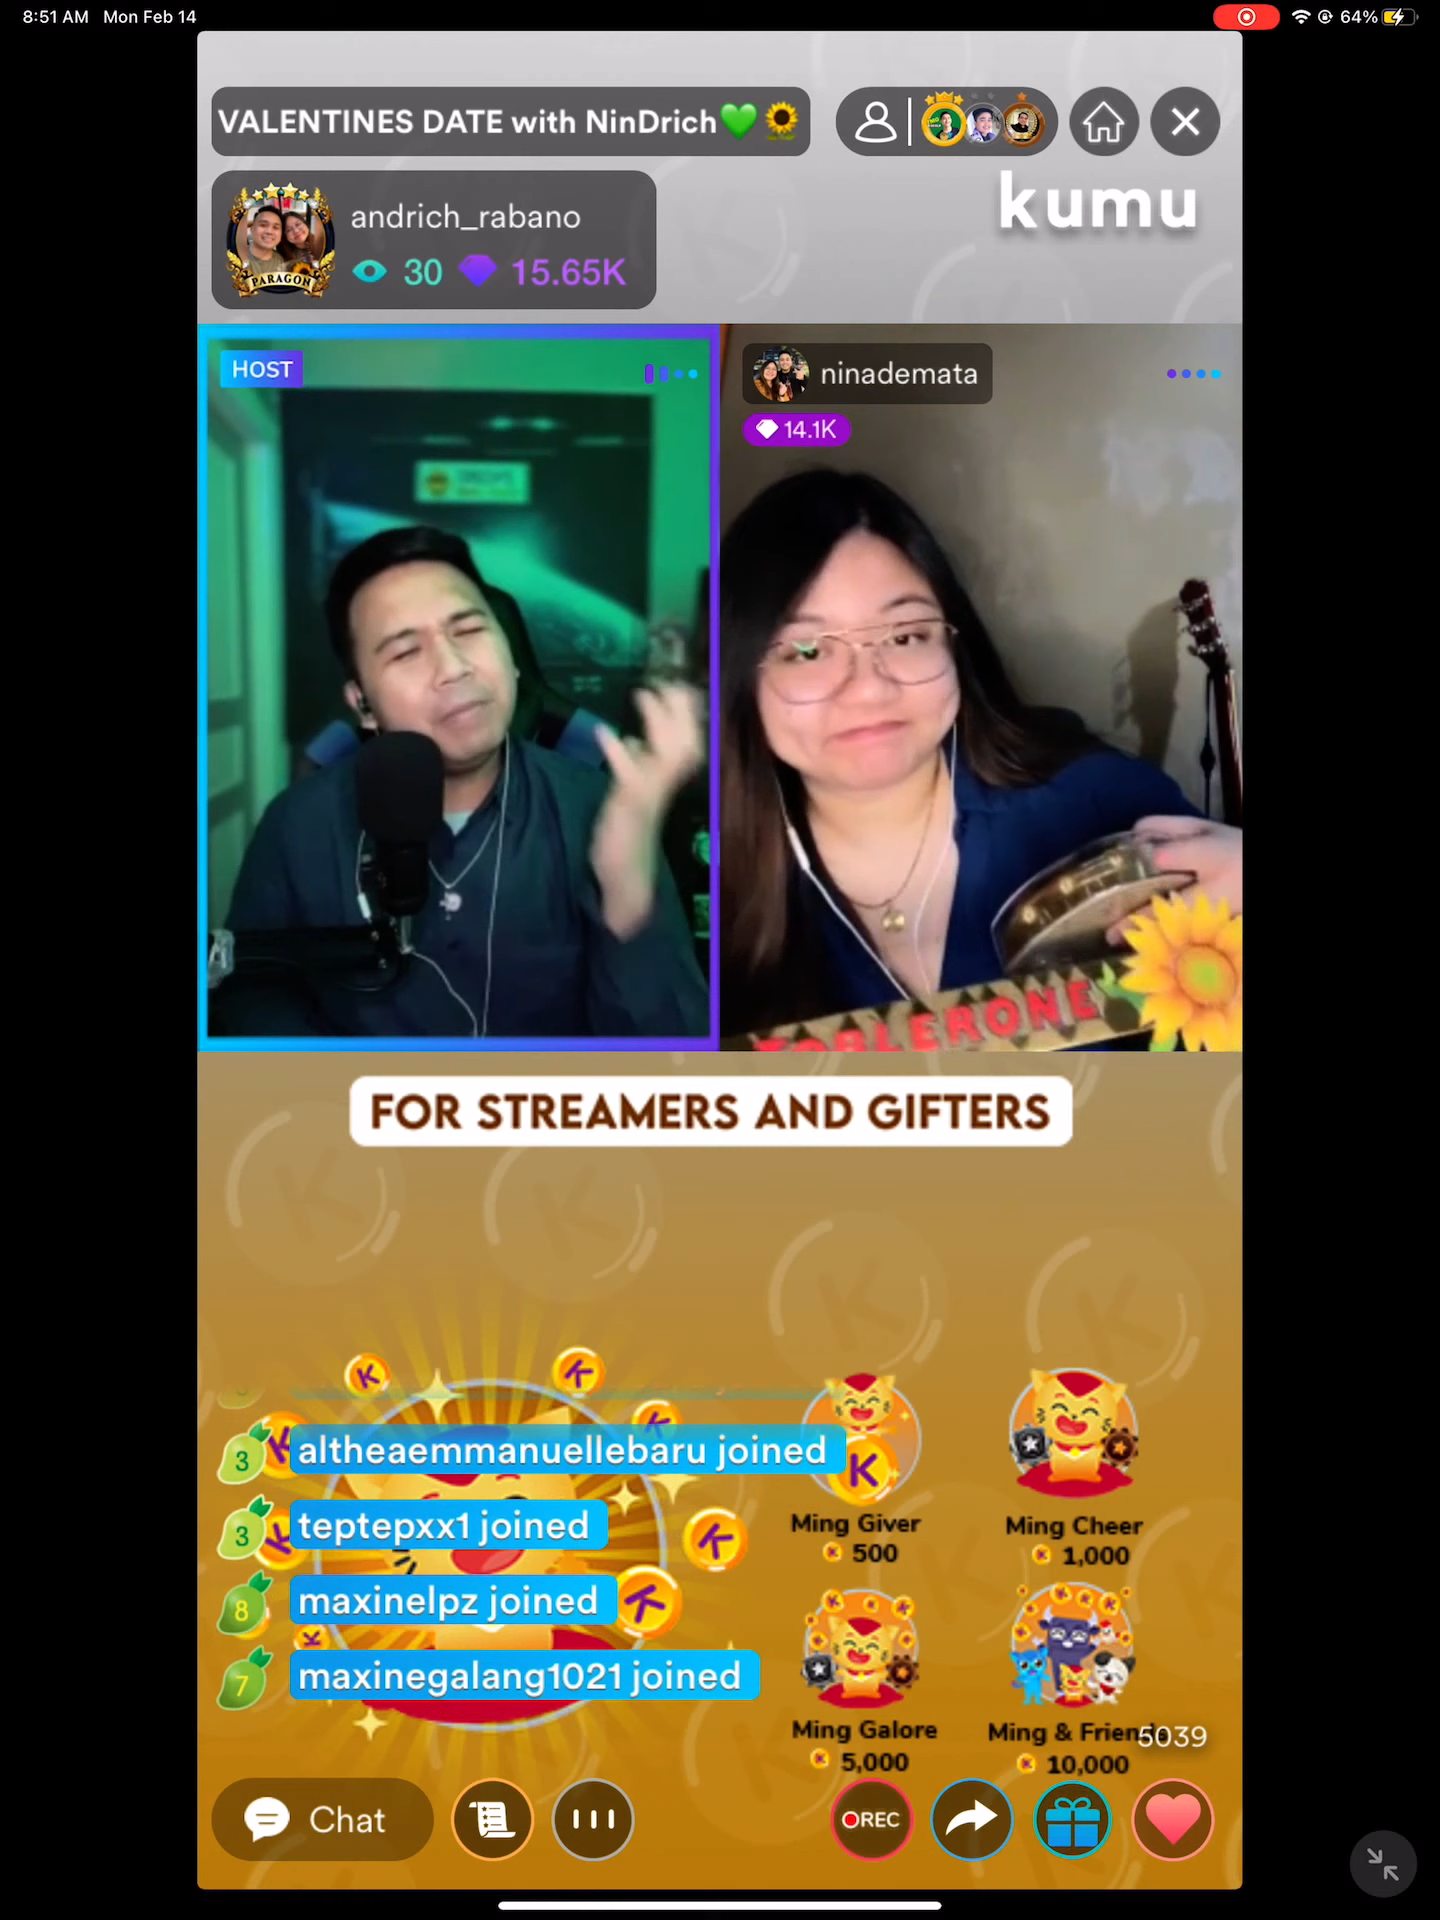 8:51 AM Mon Feb 14
64%
VALENTINES DATE with NinDrich💚🌻
andrich_rabano
30 15.65K
PARAGON
kumu
HOST
ninademata
14.1K
TOBLERONE
FOR STREAMERS AND GIFTERS
3 altheaemmanuellebaru joined
3 teptepxx1 joined
8 maxinelpz joined
7 maxinegalang1021 joined
Ming Giver
500
Ming Cheer
1,000
Ming Galore
5,000
Ming & Friends
10,000
5039
Chat
REC